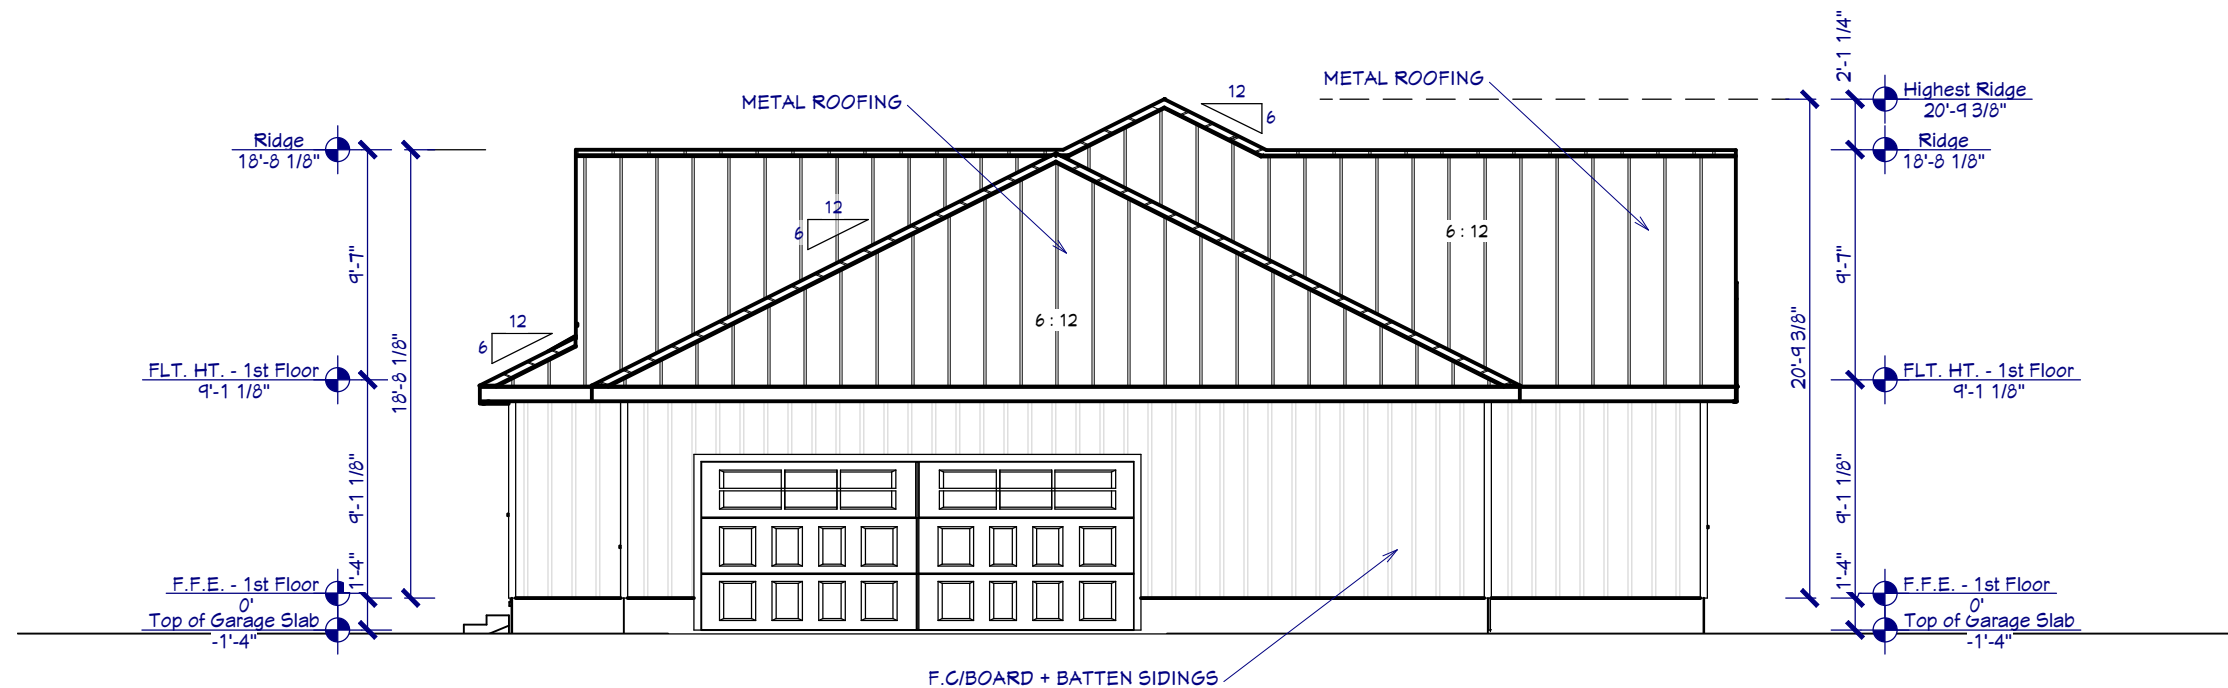 METAL ROOFING
METAL ROOFING
12
6
2'-1 1/4"
Highest Ridge
20'-9 3/8"
Ridge
18'-8 1/8"
Ridge
18'-8 1/8"
12
6
6 : 12
9'-7"
9'-7"
12
6
6 : 12
18'-8 1/8"
20'-9 3/8"
FLT. HT. - 1st Floor
9'-1 1/8"
FLT. HT. - 1st Floor
9'-1 1/8"
9'-1 1/8"
9'-1 1/8"
1'-4"
1'-4"
F.F.E. - 1st Floor
0'
F.F.E. - 1st Floor
0'
Top of Garage Slab
-1'-4"
Top of Garage Slab
-1'-4"
F.C/BOARD + BATTEN SIDINGS